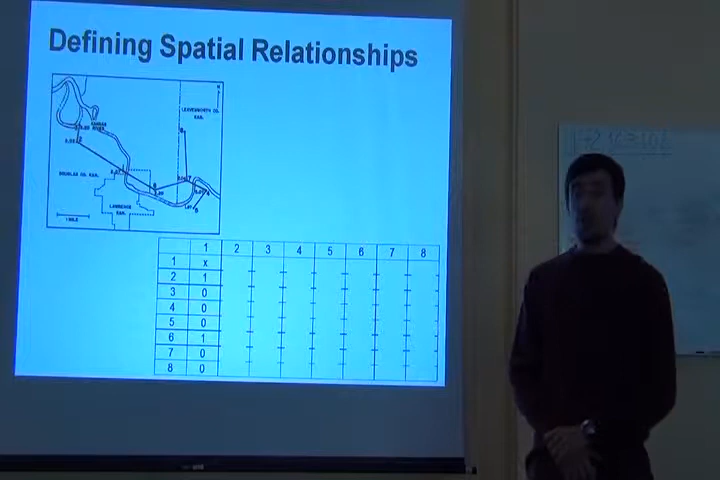 Defining Spatial Relationships
LEAVENWORTH CO.
KAN.
KANSAS
RIVER
DOUGLAS CO. KAN.
LAWRENCE
KAN.
1 MILE
1 2 3 4 5 6 7 8
1 x
2 1
3 0
4 0
5 0
6 1
7 0
8 0